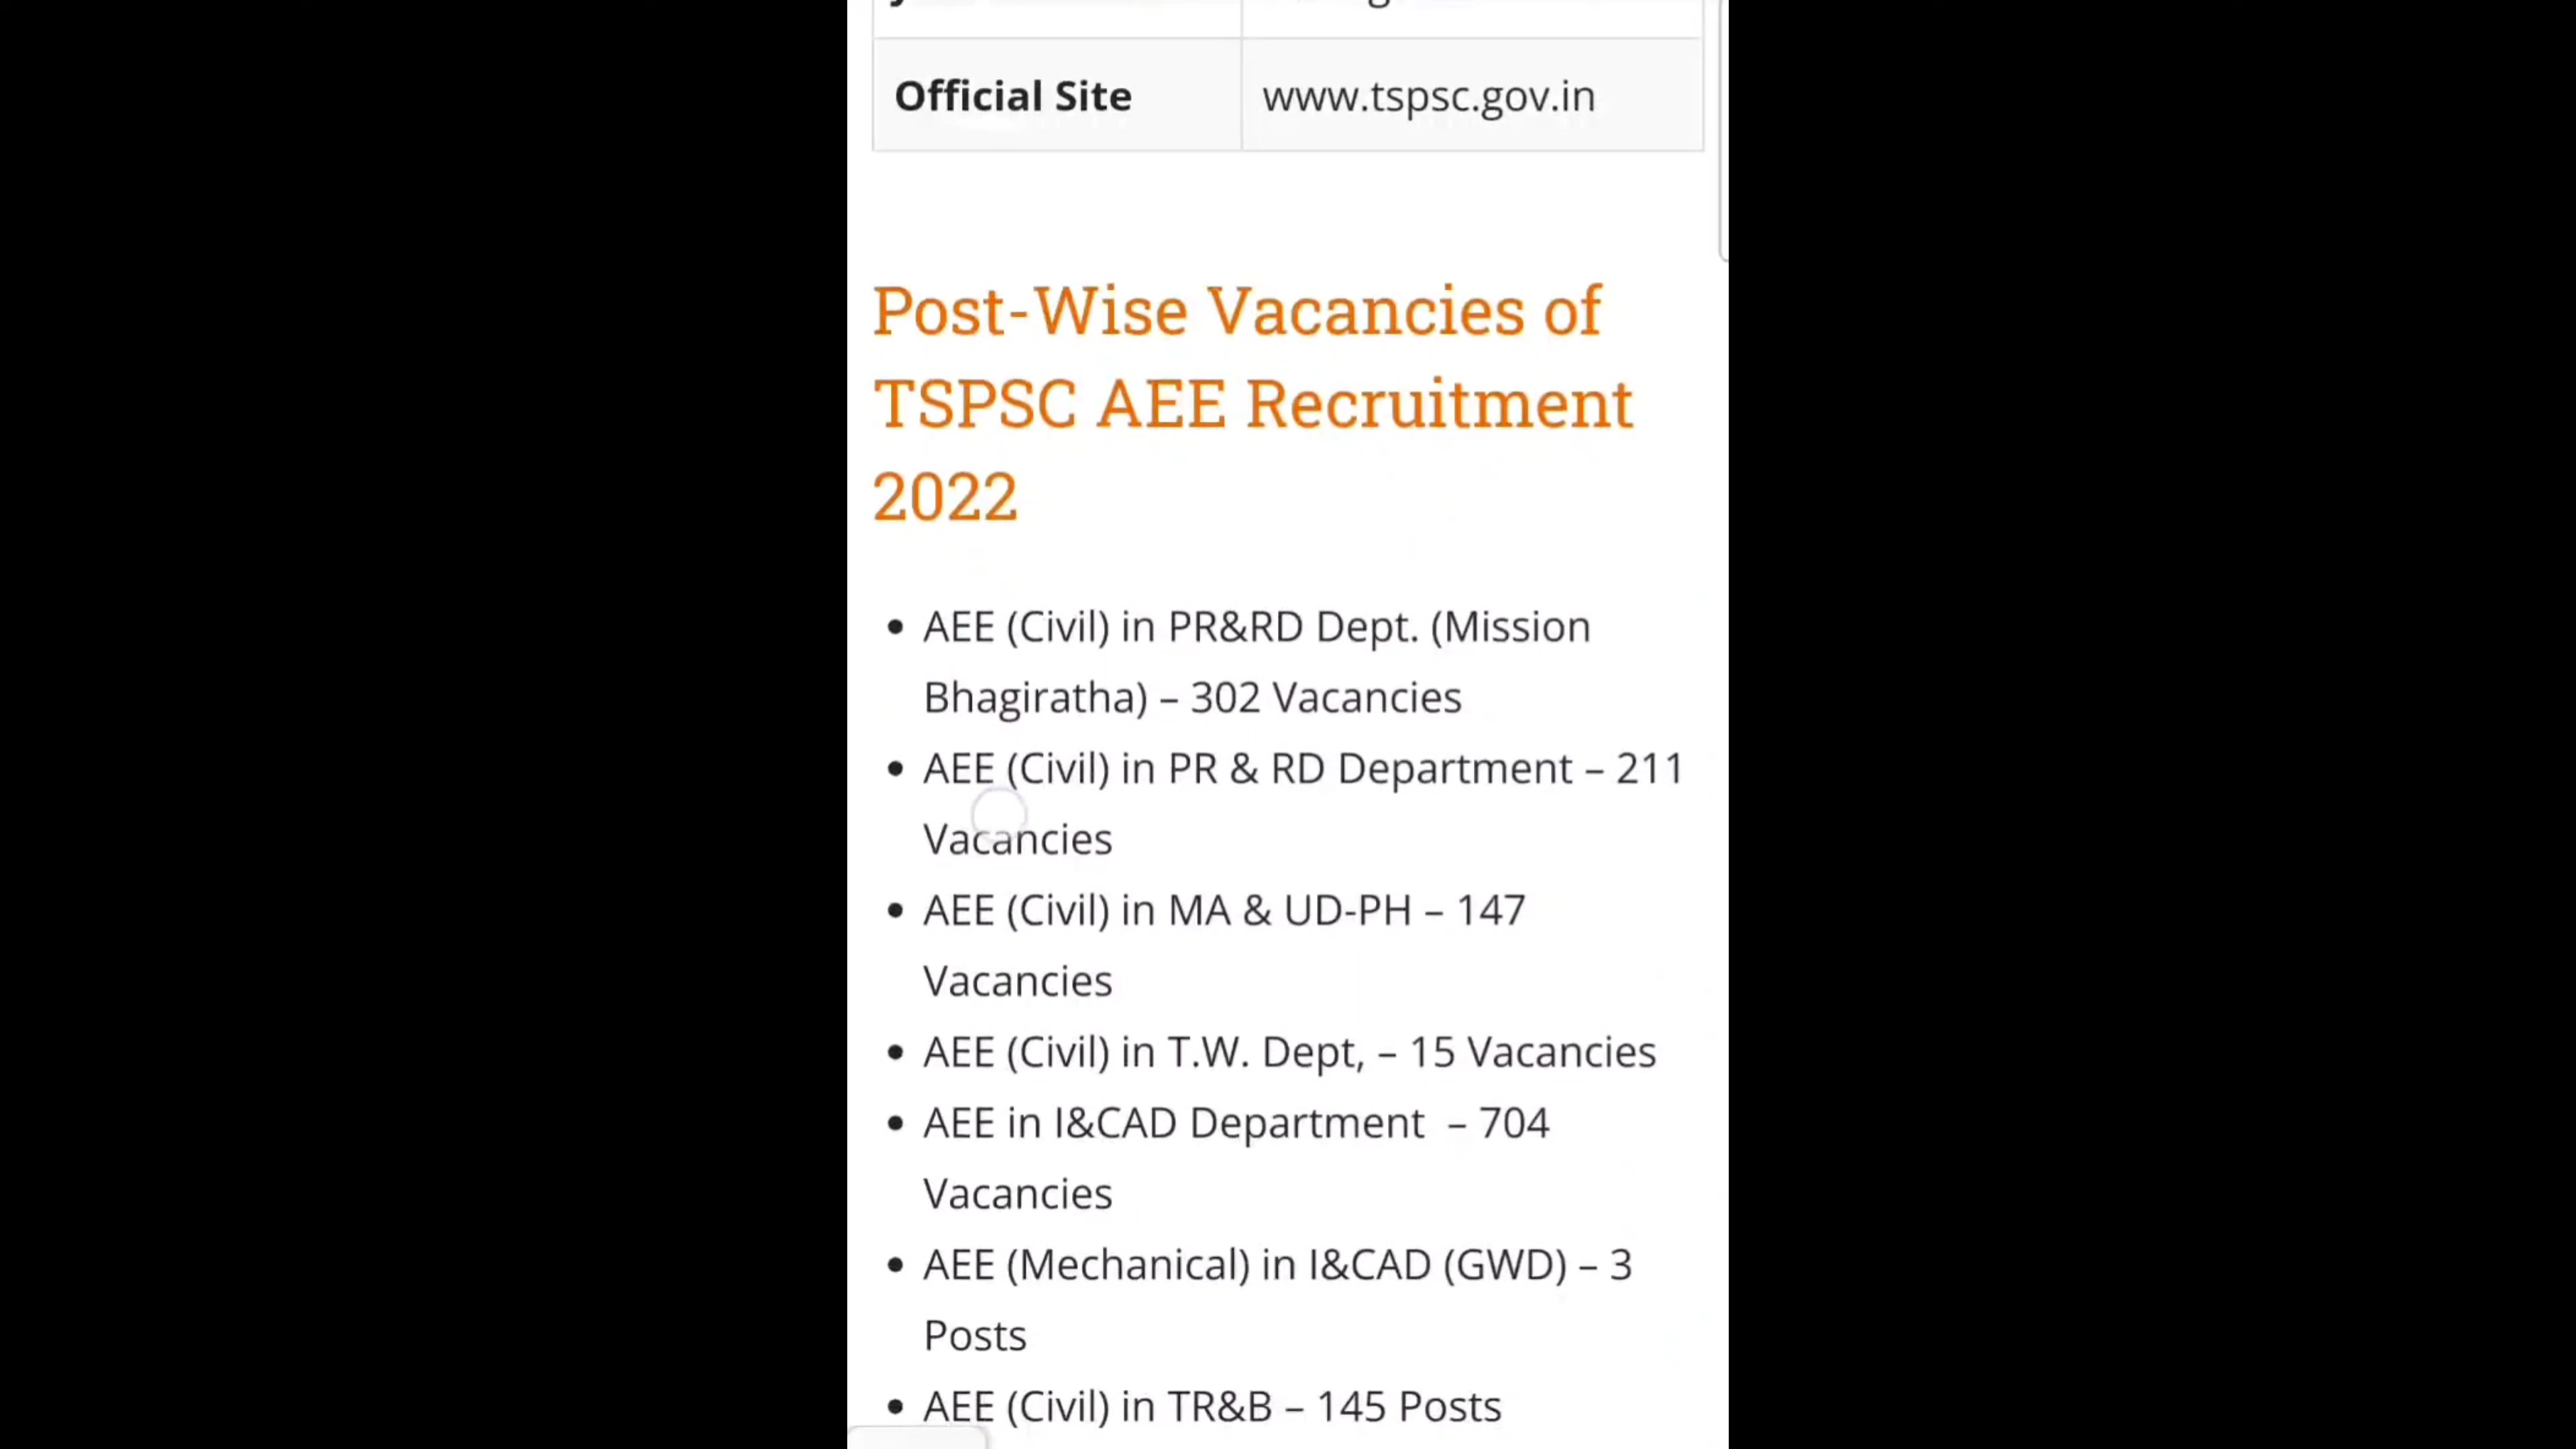 Official Site
www.tspsc.gov.in
Post-Wise Vacancies of
TSPSC AEE Recruitment
2022
• AEE (Civil) in PR&RD Dept. (Mission
Bhagiratha) – 302 Vacancies
• AEE (Civil) in PR & RD Department – 211
Vacancies
• AEE (Civil) in MA & UD-PH – 147
Vacancies
• AEE (Civil) in T.W. Dept, – 15 Vacancies
• AEE in I&CAD Department – 704
Vacancies
• AEE (Mechanical) in I&CAD (GWD) – 3
Posts
• AEE (Civil) in TR&B – 145 Posts